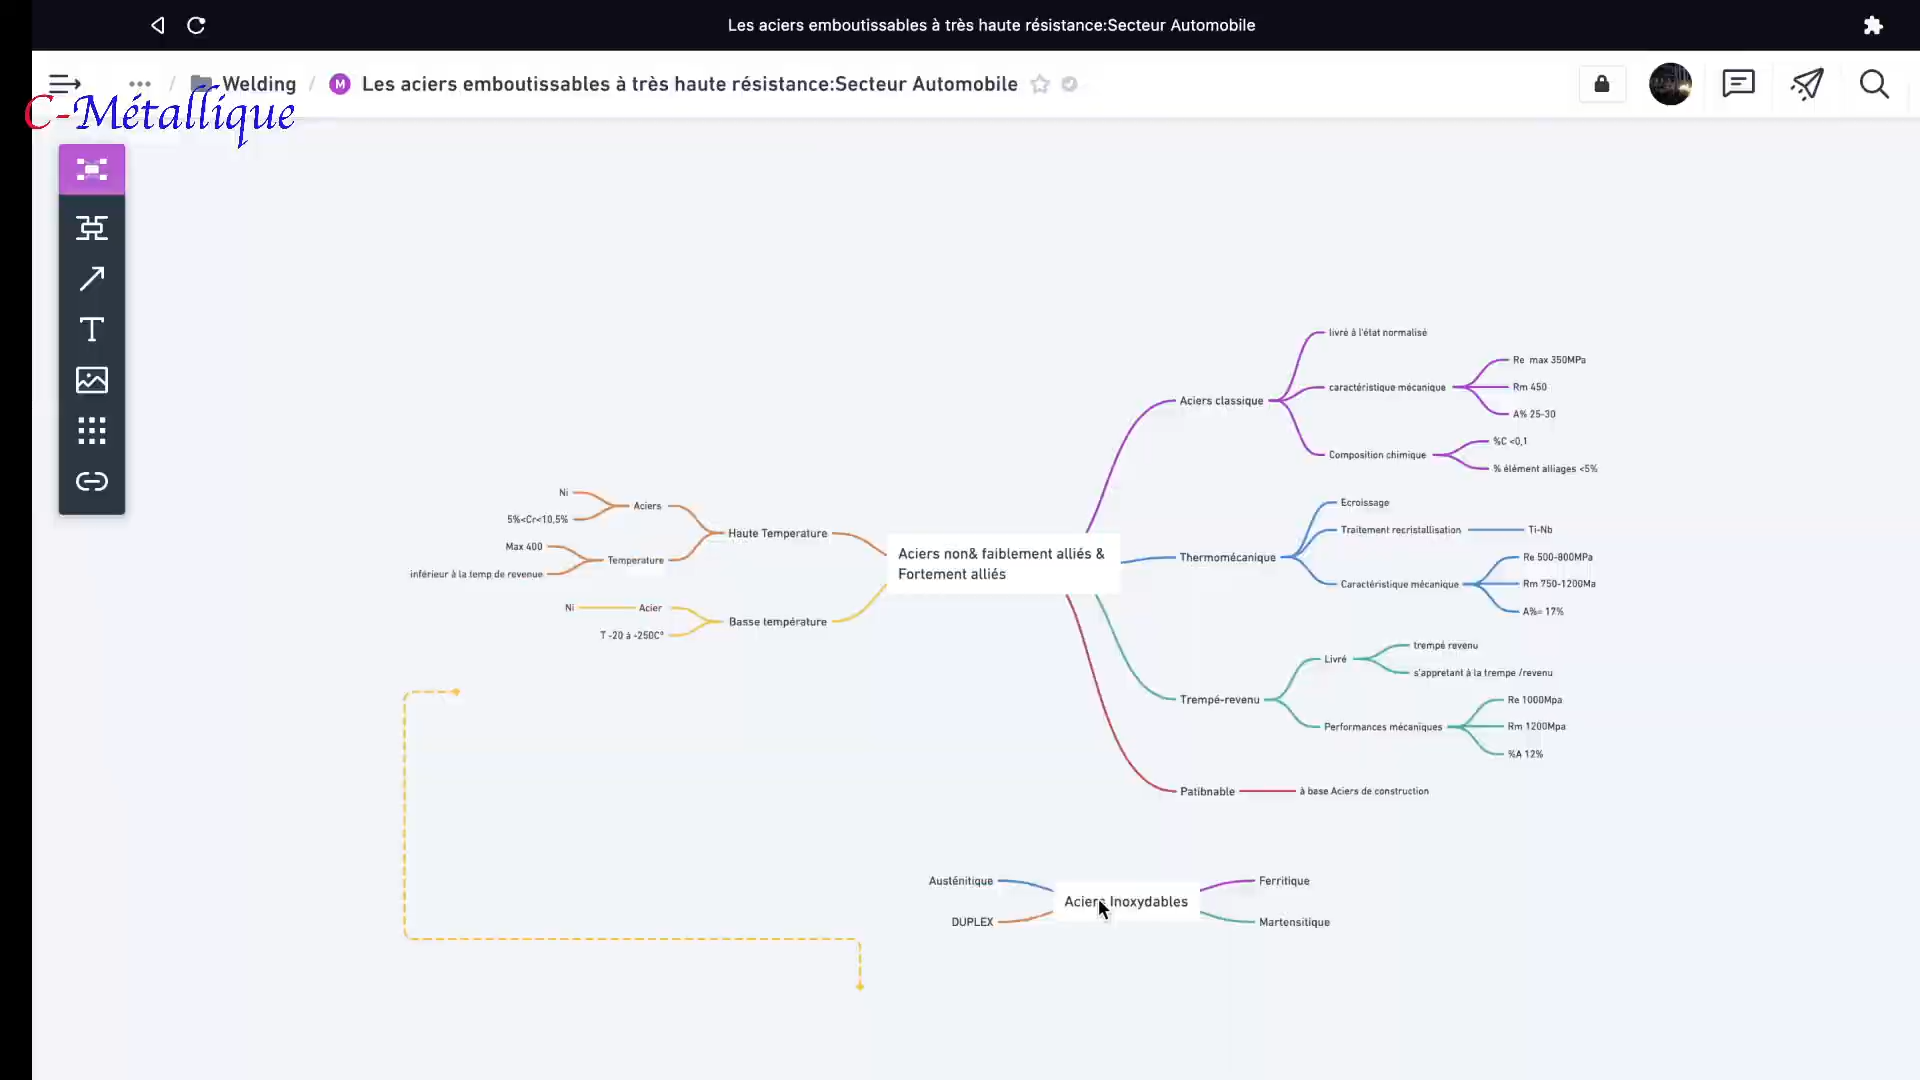 Les aciers emboutissables à très haute résistance:Secteur Automobile
Welding / M Les aciers emboutissables à très haute résistance:Secteur Automobile
C-Métallique
T
livré à l'état normalisé
Aciers classique
caractéristique mécanique
Re max 350MPa
Rm 450
A% 25-30
Composition chimique
%C <0,1
% élément alliages <5%
Ni
Aciers
5%<Cr<10,5%
Haute Temperature
Max 400
Temperature
inférieur à la temp de revenue
Ni
Acier
Basse température
T -20 à -250C°
Aciers non& faiblement alliés &
Fortement alliés
Ecroissage
Traitement recristallisation
Ti-Nb
Thermomécanique
Caractéristique mécanique
Re 500-800MPa
Rm 750-1200Ma
A%= 17%
Livré
trempé revenu
s'appretant à la trempe /revenu
Trempé-revenu
Performances mécaniques
Re 1000Mpa
Rm 1200Mpa
%A 12%
Patibnable
à base Aciers de construction
Austénitique
DUPLEX
Aciers Inoxydables
Ferritique
Martensitique